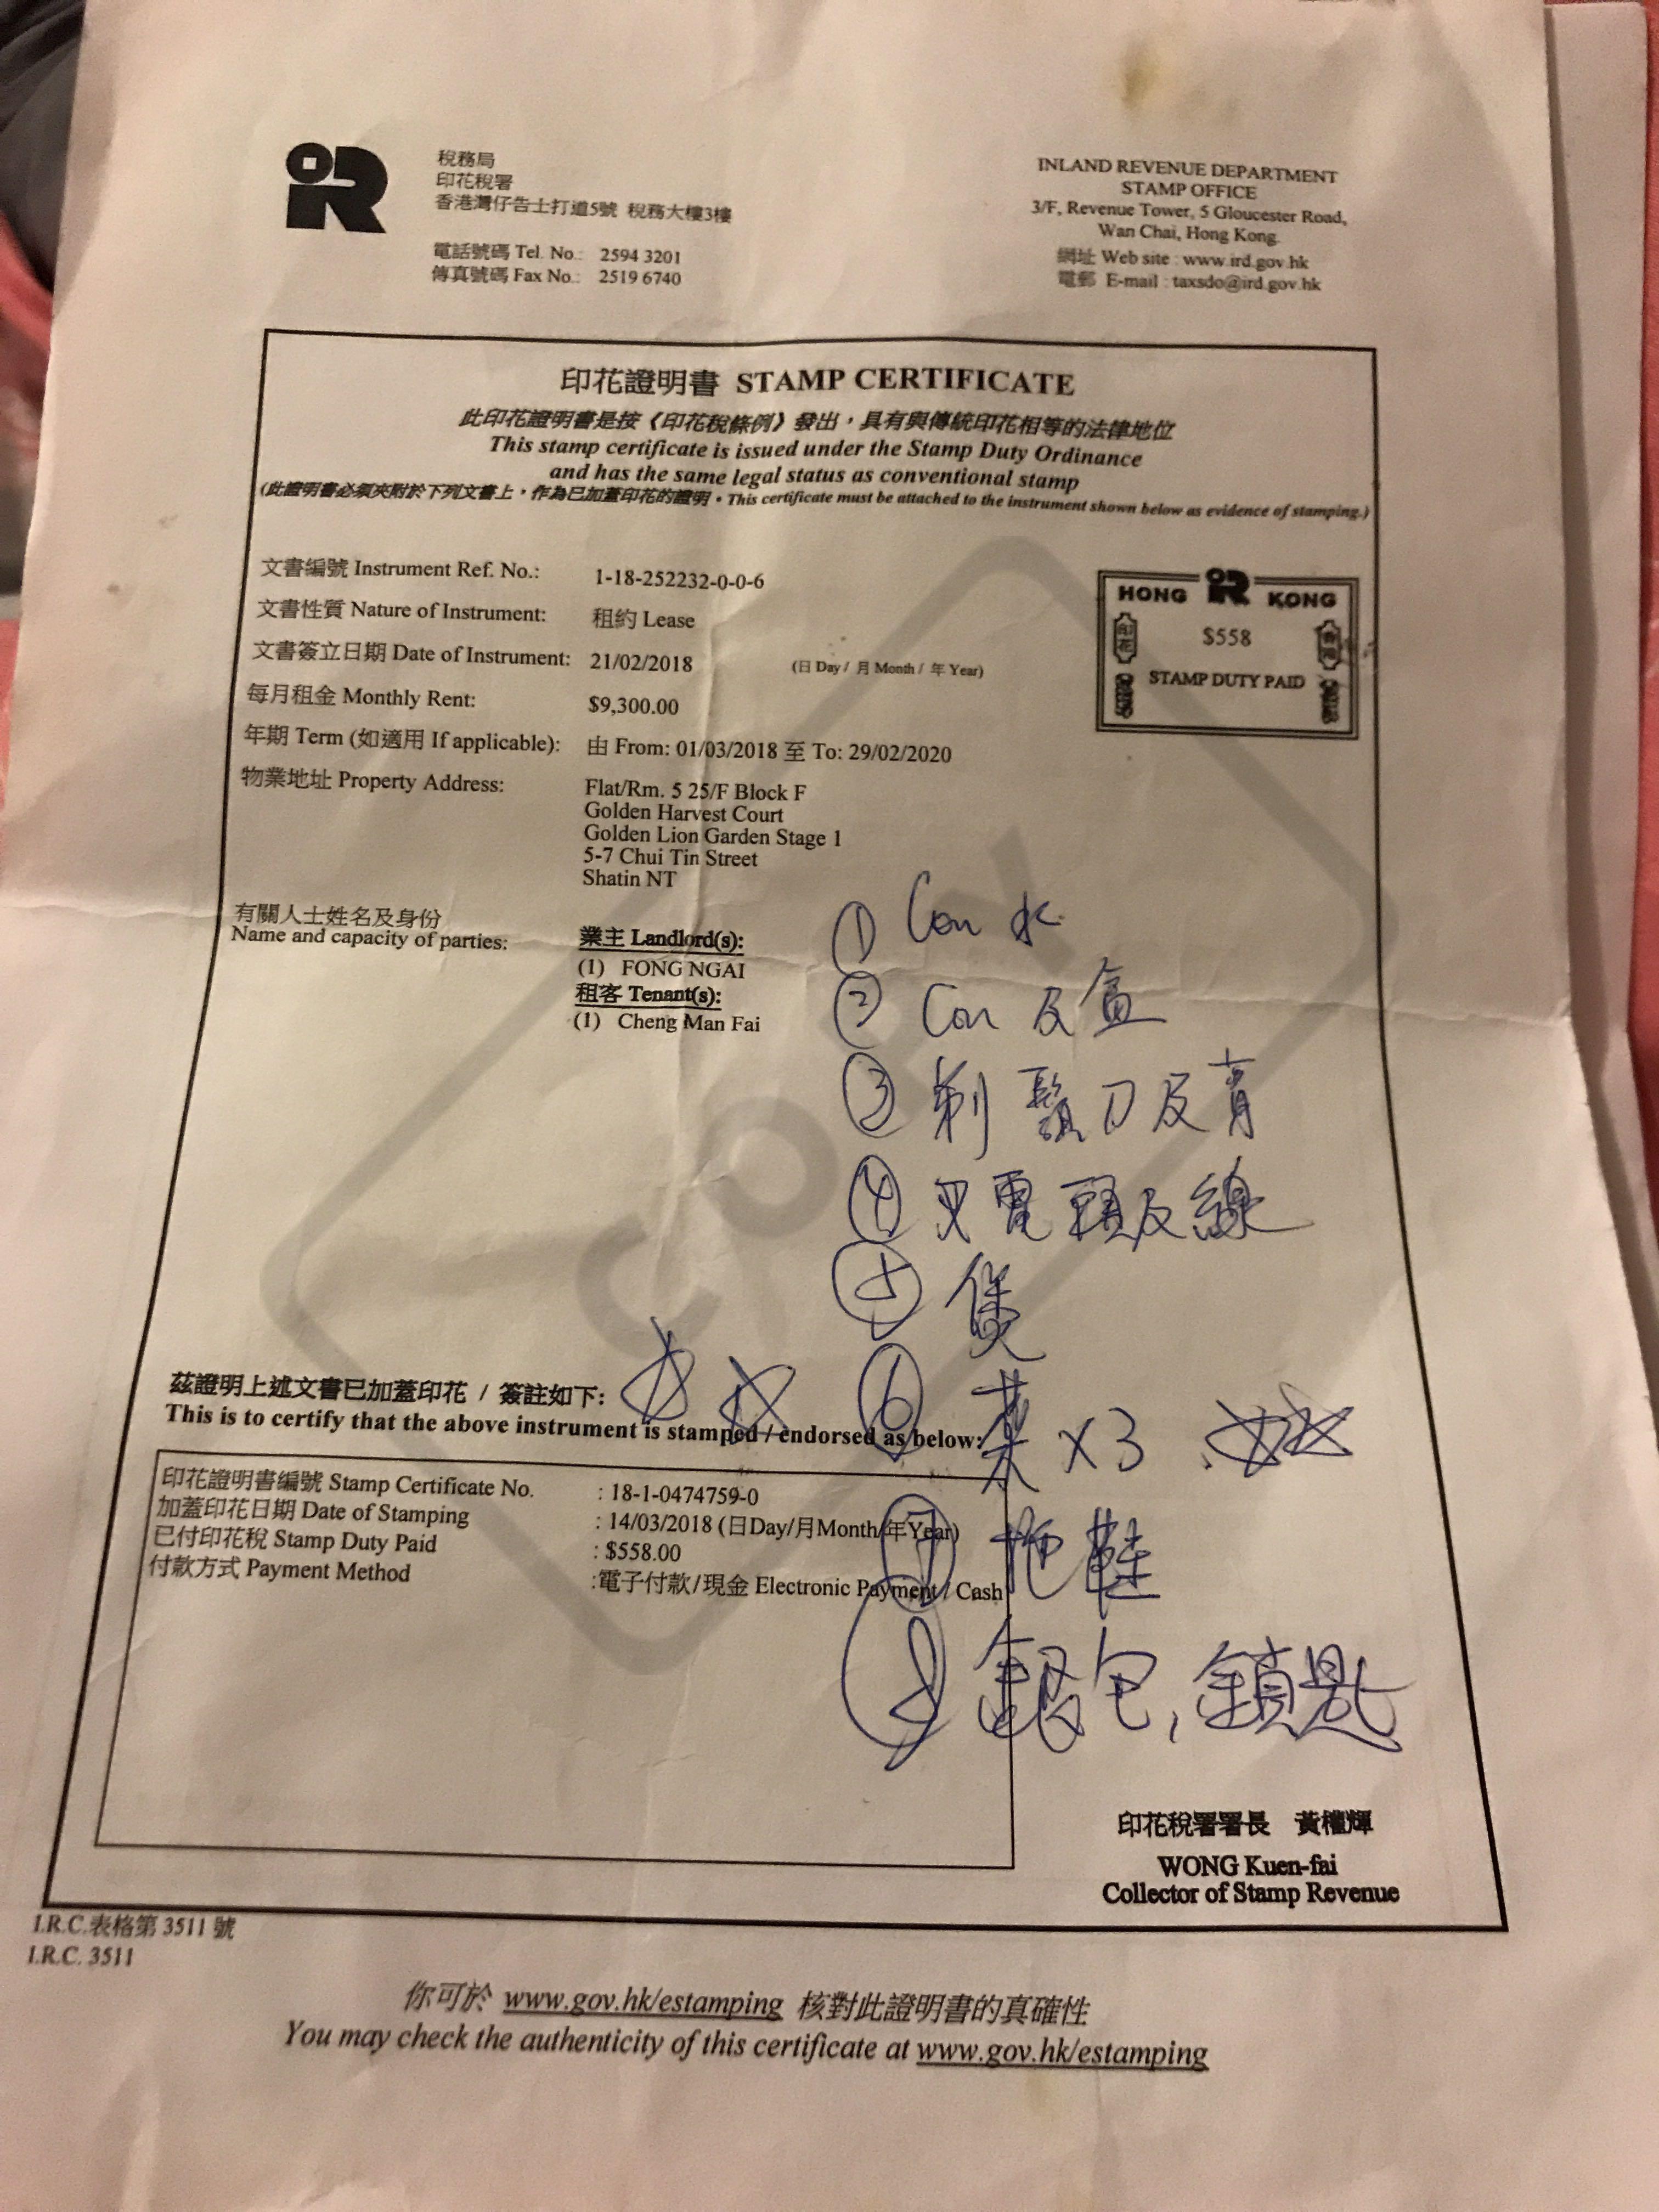 稅務局
印花稅署
香港灣仔告士打道5號 稅務大樓3樓
電話號碼 Tel. No.: 2594 3201
傳真號碼 Fax No.: 2519 6740
INLAND REVENUE DEPARTMENT
STAMP OFFICE
3/F, Revenue Tower, 5 Gloucester Road,
Wan Chai, Hong Kong.
網址 Web site : www.ird.gov.hk
電郵 E-mail : taxsdo@ird.gov.hk
印花證明書 STAMP CERTIFICATE
此印花證明書是按《印花稅條例》發出，具有與傳統印花相等的法律地位
This stamp certificate is issued under the Stamp Duty Ordinance
and has the same legal status as conventional stamp
(此證明書必須夾附於下列文書上，作為已加蓋印花的證明。This certificate must be attached to the instrument shown below as evidence of stamping.)
文書編號 Instrument Ref. No.: 1-18-252232-0-0-6
文書性質 Nature of Instrument: 租約 Lease
文書簽立日期 Date of Instrument: 21/02/2018 (日 Day / 月 Month / 年 Year)
每月租金 Monthly Rent: $9,300.00
年期 Term (如適用 If applicable): 由 From: 01/03/2018 至 To: 29/02/2020
HONG KONG
印花
$558
STAMP DUTY PAID
物業地址 Property Address: Flat/Rm. 5 25/F Block F
Golden Harvest Court
Golden Lion Garden Stage 1
5-7 Chui Tin Street
Shatin NT
有關人士姓名及身份
Name and capacity of parties:
業主 Landlord(s):
(1) FONG NGAI
租客 Tenant(s):
(1) Cheng Man Fai
COPY
① Con 水
② Con 及盒
③ 剃鬚刀及膏
④ 叉電頭及線
⑤ 煲
⑥ x3
⑦ 拖鞋
⑧ 銀包, 鎖匙
茲證明上述文書已加蓋印花 / 簽註如下:
This is to certify that the above instrument is stamped / endorsed as below:
印花證明書編號 Stamp Certificate No. : 18-1-0474759-0
加蓋印花日期 Date of Stamping : 14/03/2018 (日Day/月Month/年Year)
已付印花稅 Stamp Duty Paid : $558.00
付款方式 Payment Method :電子付款/現金 Electronic Payment / Cash
印花稅署署長 黃權輝
WONG Kuen-fai
Collector of Stamp Revenue
I.R.C.表格第 3511 號
I.R.C. 3511
你可於 www.gov.hk/estamping 核對此證明書的真確性
You may check the authenticity of this certificate at www.gov.hk/estamping